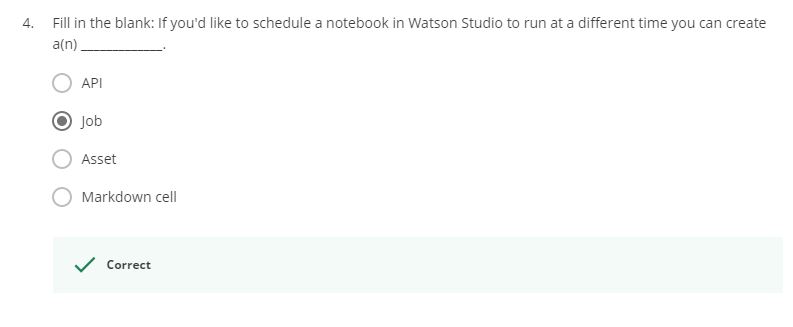 4. Fill in the blank: If you'd like to schedule a notebook in Watson Studio to run at a different time you can create
a(n) _____________.
API
Job
Asset
Markdown cell
Correct